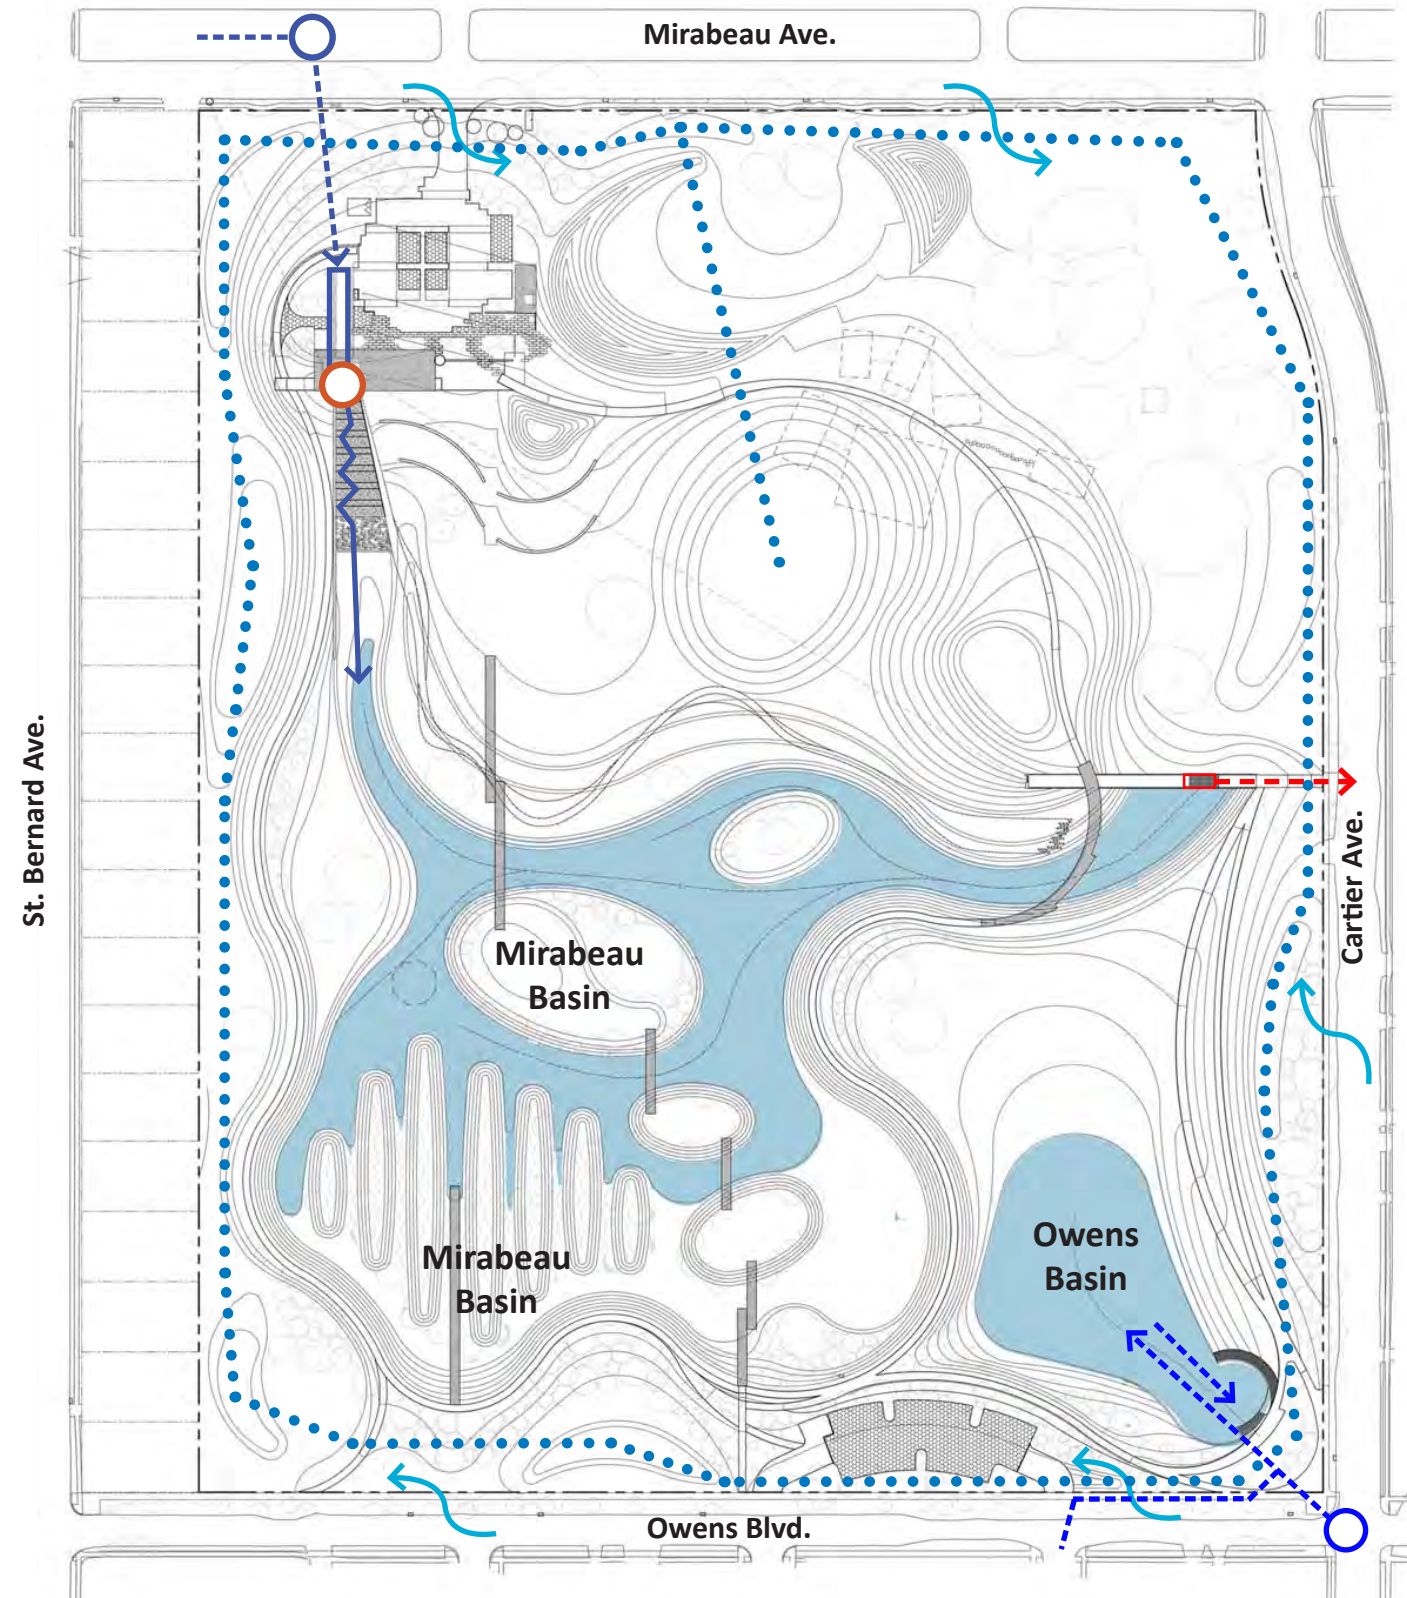 Mirabeau Ave.
St. Bernard Ave.
Cartier Ave.
Mirabeau
Basin
Mirabeau
Basin
Owens
Basin
Owens Blvd.